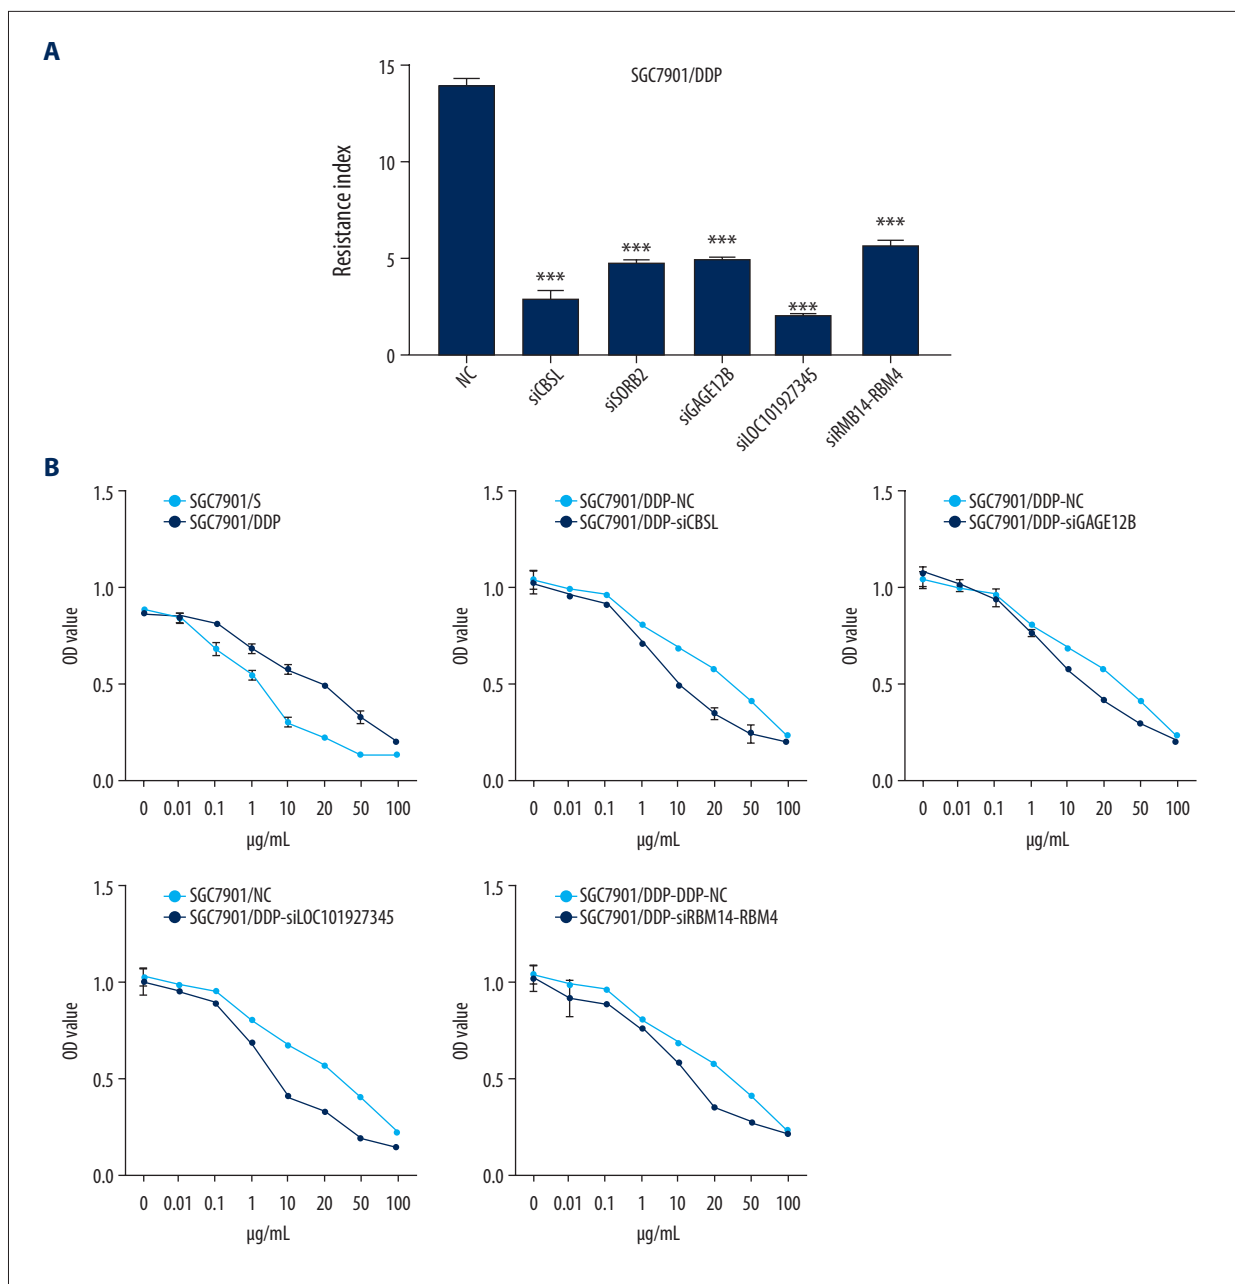 A
SGC7901/DDP
Resistance index
15
10
5
0
***
***
***
***
***
NC
siCBSL
siSORB2
siGAGE12B
siLOC101927345
siRMB14-RBM4
B
SGC7901/S
SGC7901/DDP
OD value
1.5
1.0
0.5
0.0
0 0.01 0.1 1 10 20 50 100
µg/mL
SGC7901/DDP-NC
SGC7901/DDP-siCBSL
OD value
1.5
1.0
0.5
0.0
0 0.01 0.1 1 10 20 50 100
µg/mL
SGC7901/DDP-NC
SGC7901/DDP-siGAGE12B
OD value
1.5
1.0
0.5
0.0
0 0.01 0.1 1 10 20 50 100
µg/mL
SGC7901/NC
SGC7901/DDP-siLOC101927345
OD value
1.5
1.0
0.5
0.0
0 0.01 0.1 1 10 20 50 100
µg/mL
SGC7901/DDP-DDP-NC
SGC7901/DDP-siRBM14-RBM4
OD value
1.5
1.0
0.5
0.0
0 0.01 0.1 1 10 20 50 100
µg/mL